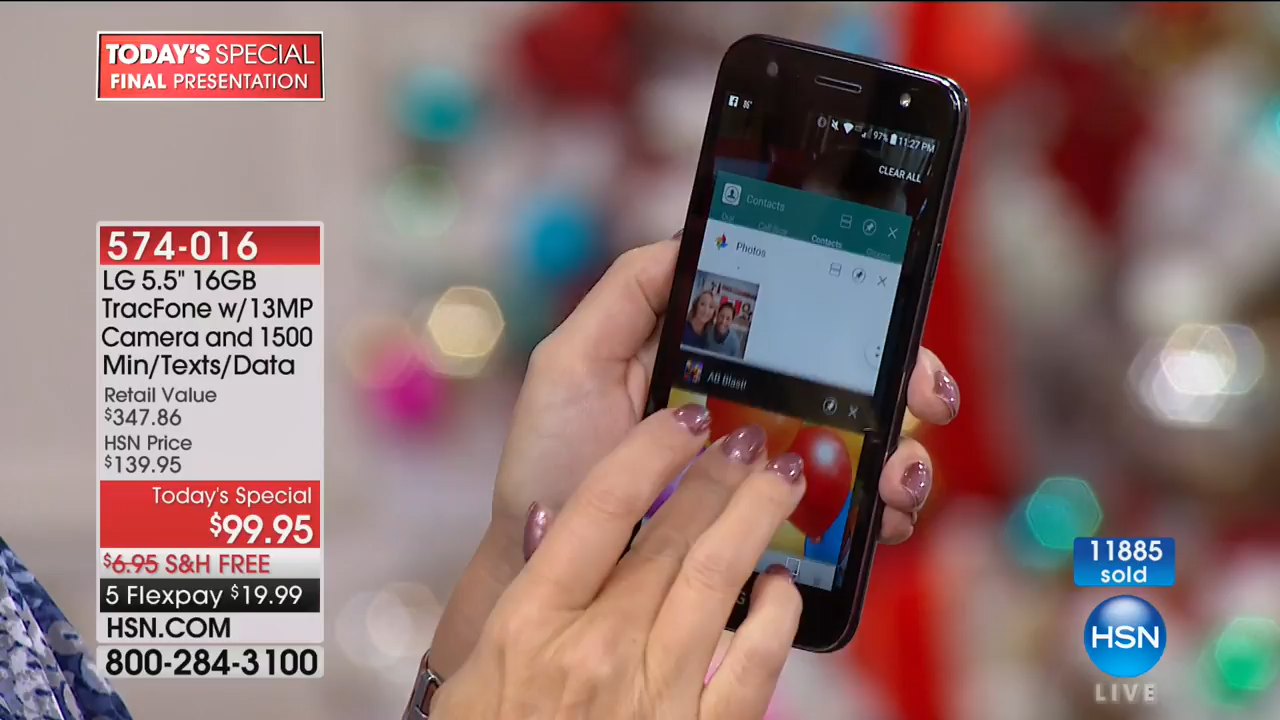 TODAY'S SPECIAL
FINAL PRESENTATION
574-016
LG 5.5" 16GB
TracFone w/13MP
Camera and 1500
Min/Texts/Data
Retail Value
$347.86
HSN Price
$139.95
Today's Special
$99.95
$6.95 S&H FREE
5 Flexpay $19.99
HSN.COM
800-284-3100
86°
97% 11:27 PM
CLEAR ALL
Contacts
Contacts
Photos
AB Blast!
G
11885
sold
HSN
LIVE